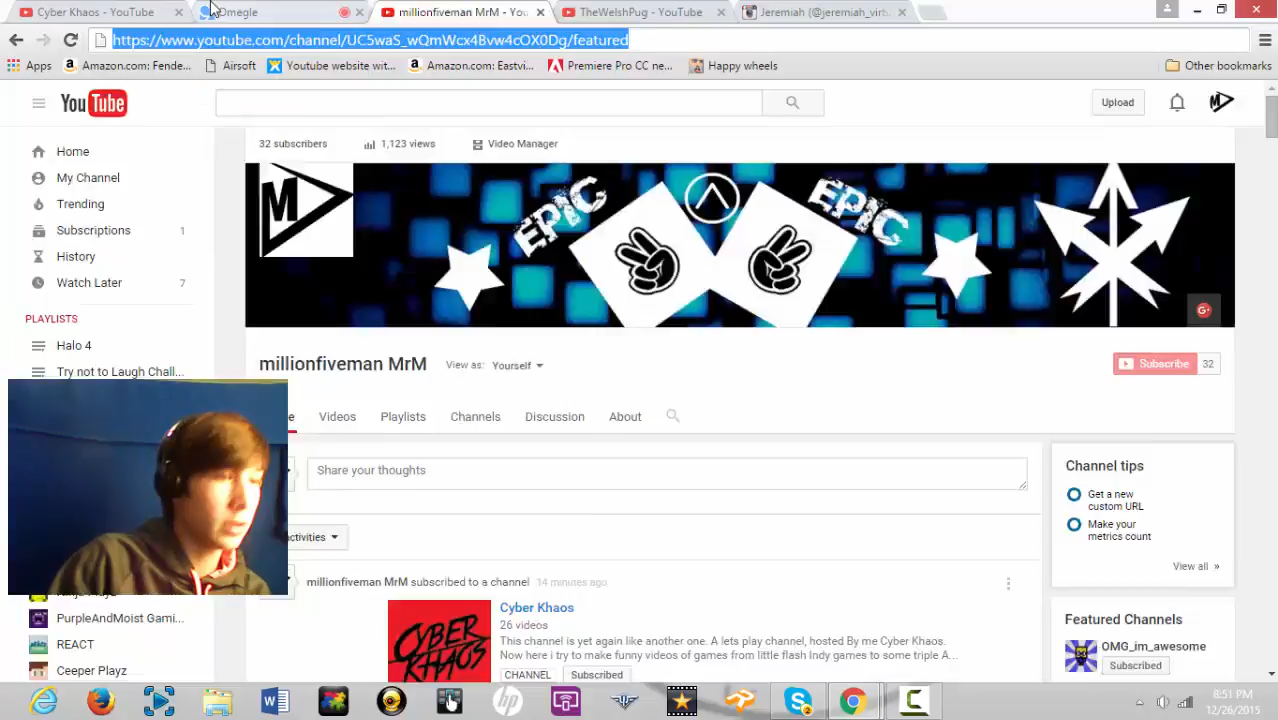 Cyber Khaos - YouTube
Omegle
millionfiveman MrM - You
TheWelshPug - YouTube
Jeremiah (@jeremiah_virtu
https://www.youtube.com/channel/UC5waS_wQmWcx4Bvw4cOX0Dg/featured
Apps
Amazon.com: Fende...
Airsoft
Youtube website wit...
Amazon.com: Eastvi...
Premiere Pro CC ne...
Happy wheels
Other bookmarks
YouTube
Upload
M
32 subscribers
1,123 views
Video Manager
Home
My Channel
Trending
Subscriptions 1
History
Watch Later 7
PLAYLISTS
Halo 4
Try not to Laugh Chall...
M
EPIC
EPIC
G+
millionfiveman MrM
View as: Yourself
Subscribe 32
Videos
Playlists
Channels
Discussion
About
Share your thoughts
activities
millionfiveman MrM subscribed to a channel 14 minutes ago
CYBER
KHAOS
Cyber Khaos
26 videos
This channel is yet again like another one. A lets play channel, hosted By me Cyber Khaos.
Now here i try to make funny videos of games from little flash Indy games to some triple A...
CHANNEL
Subscribed
Channel tips
Get a new
custom URL
Make your
metrics count
View all »
Featured Channels
OMG_im_awesome
Subscribed
PurpleAndMoist Gami...
REACT
Ceeper Playz
8:51 PM
12/26/2015